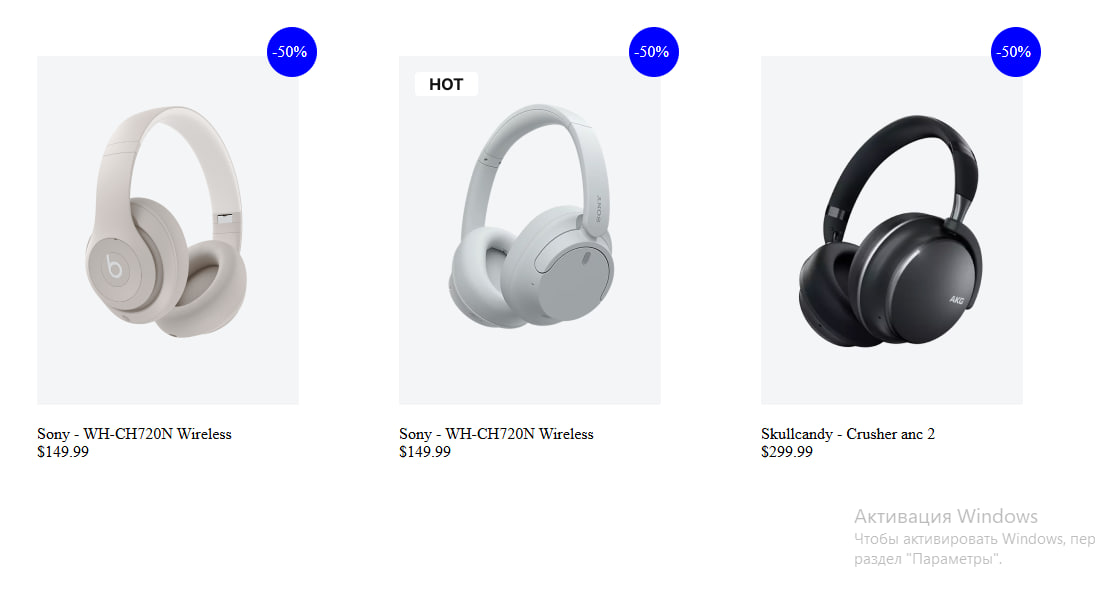 -50%
-50%
-50%
HOT
b
SONY
AKG
Sony - WH-CH720N Wireless
$149.99
Sony - WH-CH720N Wireless
$149.99
Skullcandy - Crusher anc 2
$299.99
Активация Windows
Чтобы активировать Windows, пер
раздел "Параметры".